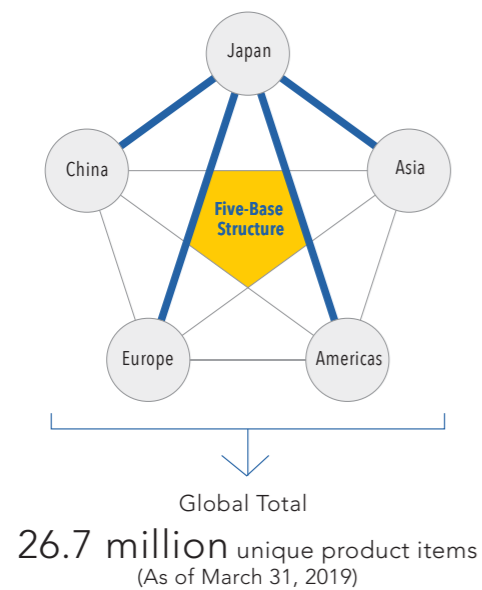 Japan
China
Asia
Five-Base
Structure
Europe
Americas
Global Total
26.7 million unique product items
(As of March 31, 2019)